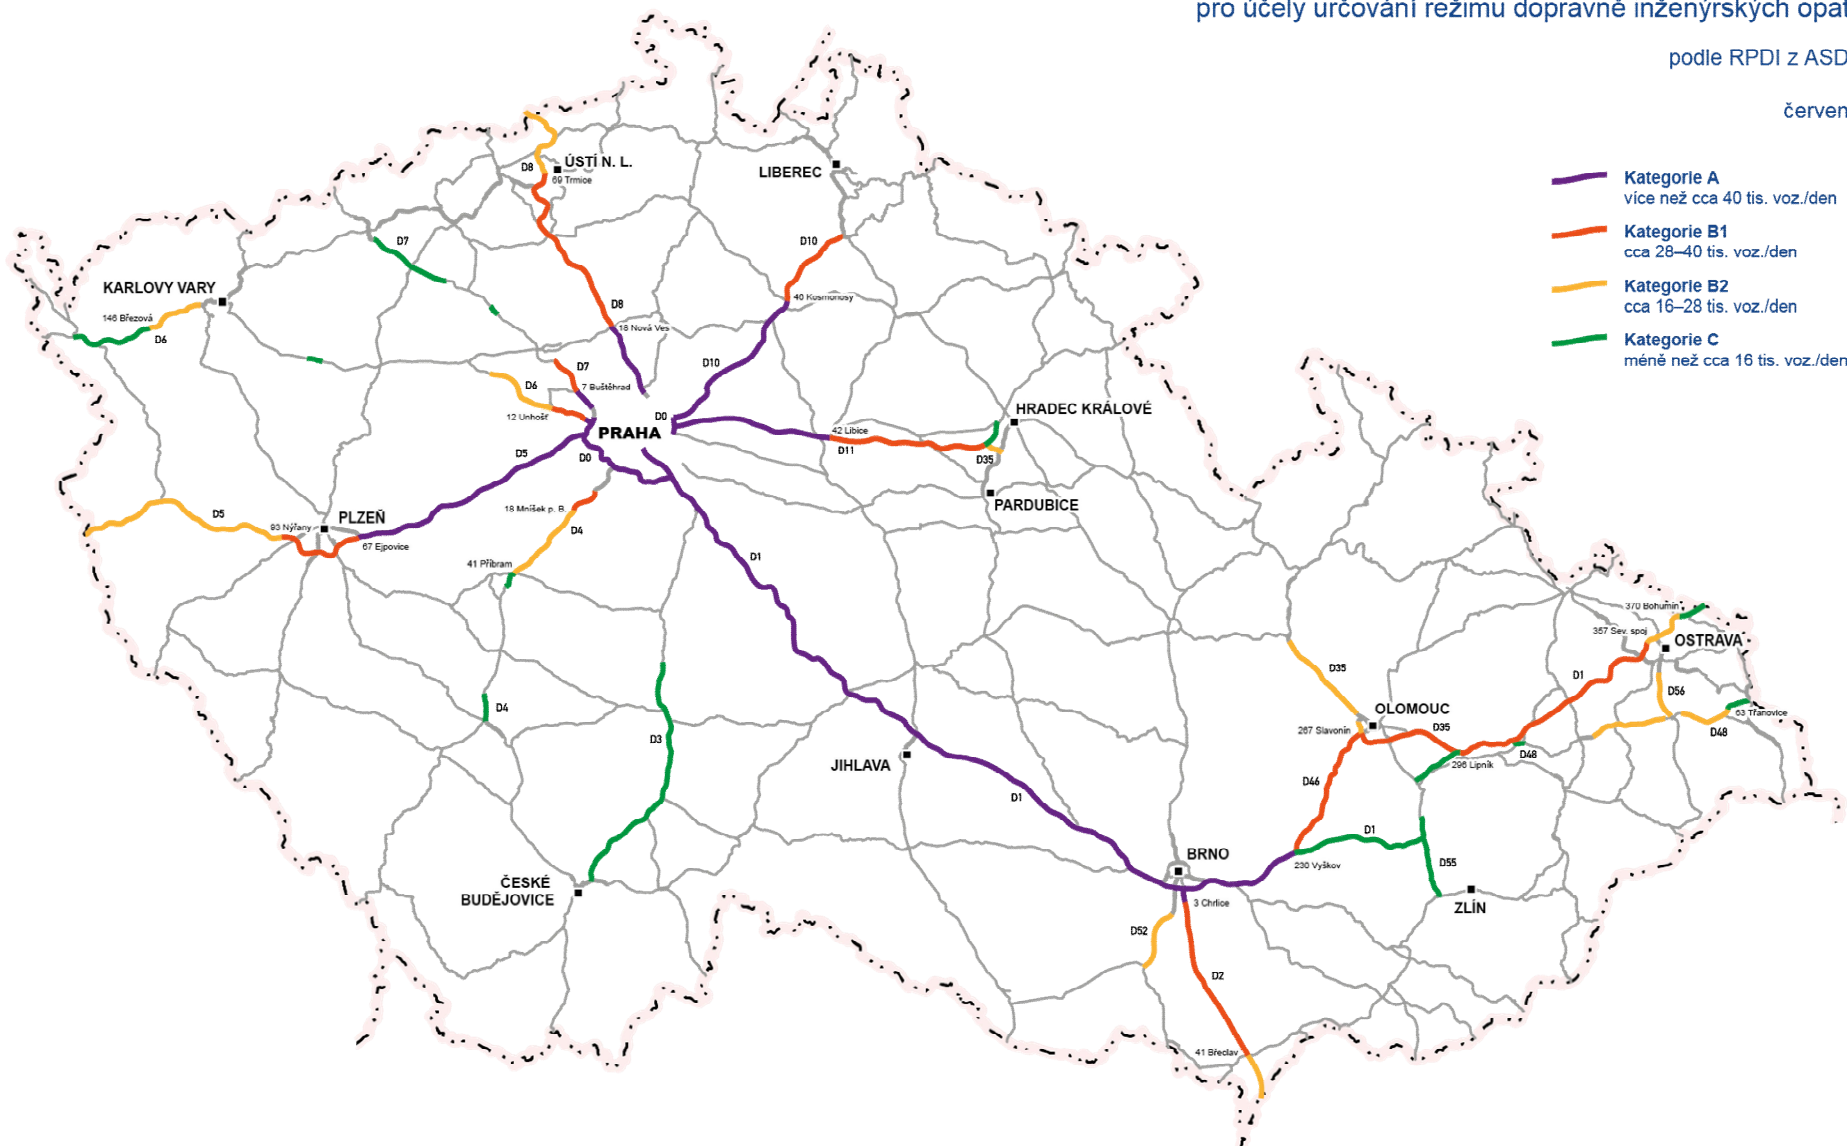 pro účely určování režimu dopravně inženýrských opat
podle RPDI z ASD
červen
Kategorie A
více než cca 40 tis. voz./den
Kategorie B1
cca 28–40 tis. voz./den
Kategorie B2
cca 16–28 tis. voz./den
Kategorie C
méně než cca 16 tis. voz./den
D8
ÚSTÍ N. L.
69 Trmice
LIBEREC
D7
D10
KARLOVY VARY
146 Březová
D6
D8
18 Nová Ves
40 Kosmonosy
D10
D7
D6
7 Buštěhrad
12 Unhošť
D0
PRAHA
HRADEC KRÁLOVÉ
42 Libice
D11
D35
D5
D0
PARDUBICE
D5
93 Nýřany
PLZEŇ
67 Ejpovice
18 Mníšek p. B.
D4
41 Příbram
D1
370 Bohumín
357 Sev. spoj
OSTRAVA
D35
D1
D56
D4
D3
OLOMOUC
267 Slavonín
D35
63 Třanovice
D48
D48
296 Lipník
JIHLAVA
D46
D1
D1
BRNO
230 Vyškov
D55
ČESKÉ
BUDĚJOVICE
ZLÍN
3 Chrlice
D52
D2
41 Břeclav